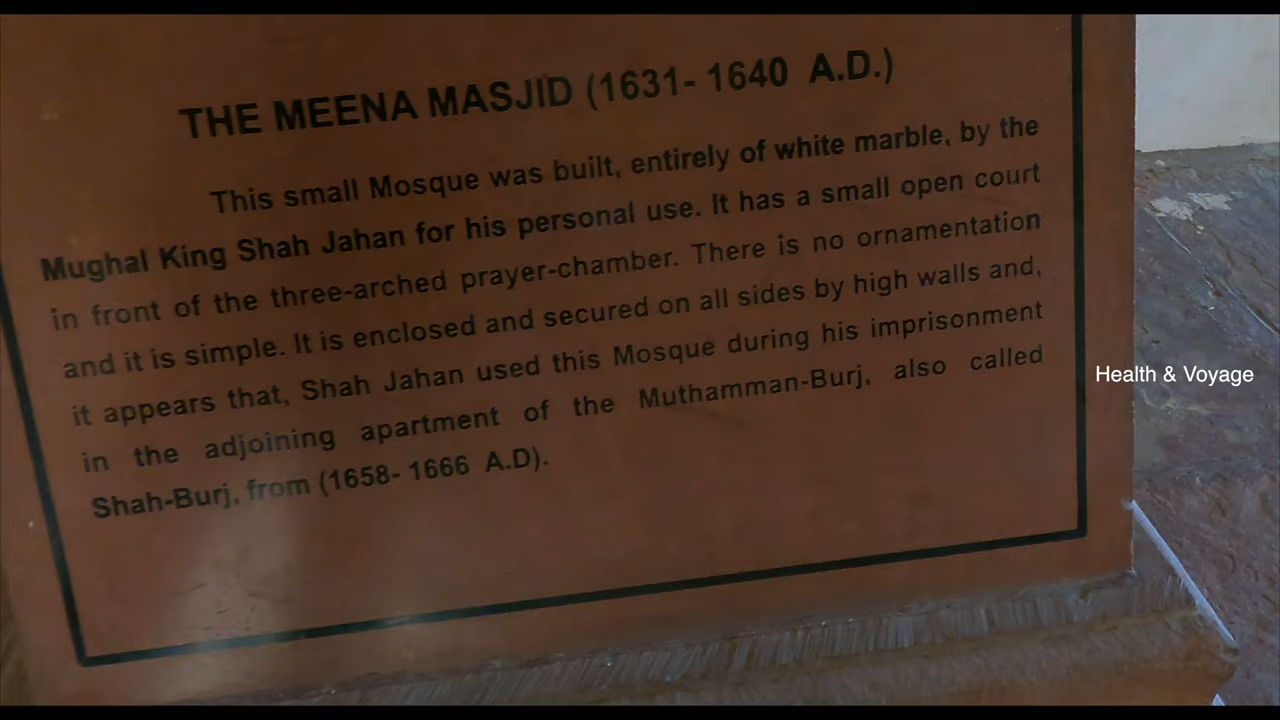 THE MEENA MASJID (1631- 1640 A.D.)
This small Mosque was built, entirely of white marble, by the
Mughal King Shah Jahan for his personal use. It has a small open court
in front of the three-arched prayer-chamber. There is no ornamentation
and it is simple. It is enclosed and secured on all sides by high walls and,
it appears that, Shah Jahan used this Mosque during his imprisonment
in the adjoining apartment of the Muthamman-Burj, also called
Shah-Burj, from (1658- 1666 A.D).
Health & Voyage